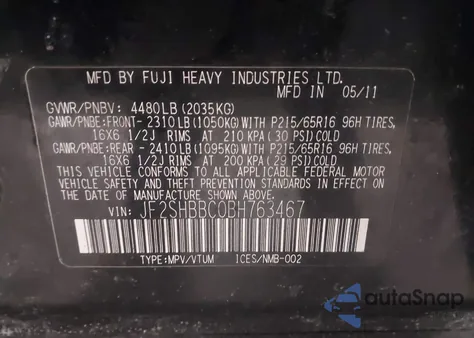 MFD BY FUJI HEAVY INDUSTRIES LTD.
MFD IN 05/11
GVWR/PNBV: 4480LB(2035KG)
GAWR/PNBE:FRONT- 2310LB(1050KG)WITH P215/65R16 96H TIRES,
16X6 1/2J RIMS AT 210 KPA(30 PSI)COLD
GAWR/PNBE:REAR - 2410LB(1095KG)WITH P215/65R16 96H TIRES,
16X6 1/2J RIMS AT 200 KPA(29 PSI)COLD
THIS VEHICLE CONFORMS TO ALL APPLICABLE FEDERAL MOTOR
VEHICLE SAFETY AND THEFT PREVENTION STANDARDS IN EFFECT
ON THE DATE OF MANUFACTURE SHOWN ABOVE.
VIN: JF2SHBBC0BH763467
TYPE:MPV/VTUM ICES/NMB-002
autoSnap